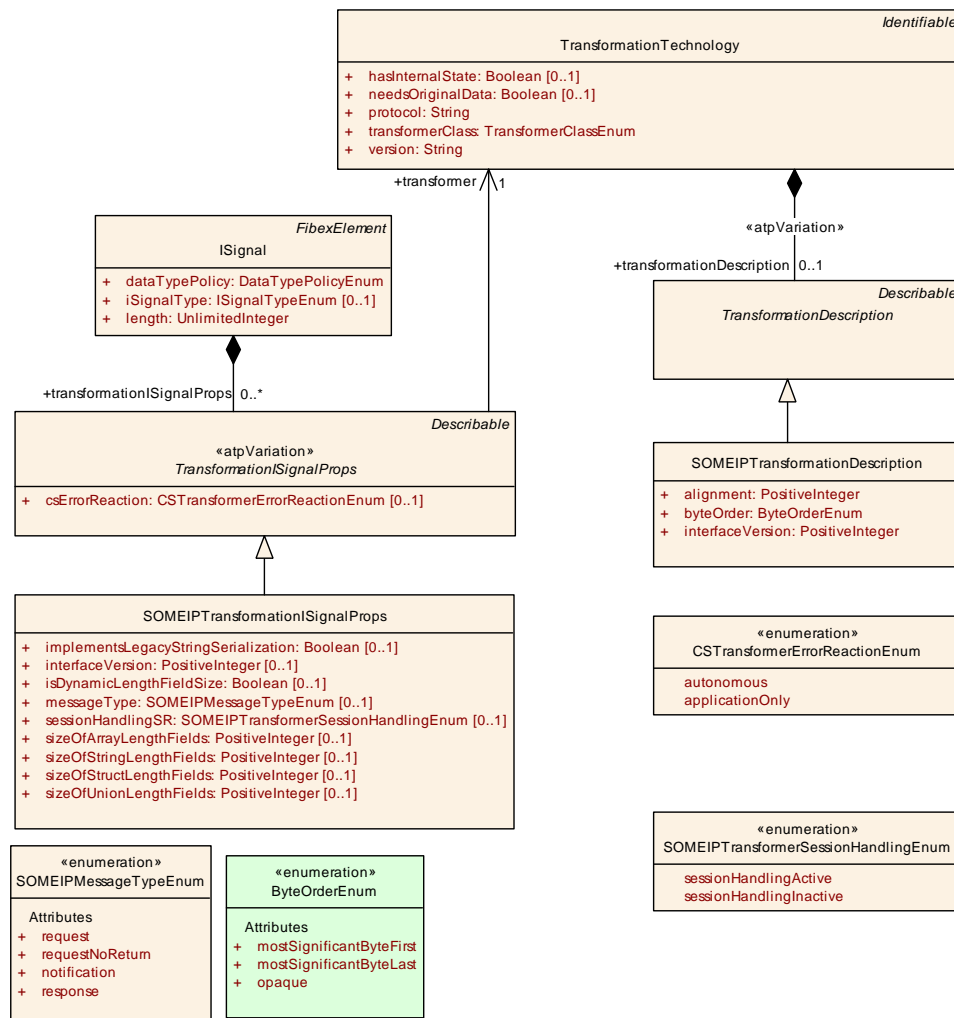 Identifiable
TransformationTechnology
+ hasInternalState: Boolean [0..1]
+ needsOriginalData: Boolean [0..1]
+ protocol: String
+ transformerClass: TransformerClassEnum
+ version: String
+transformer 1
«atpVariation»
+transformationDescription 0..1
FibexElement
ISignal
+ dataTypePolicy: DataTypePolicyEnum
+ iSignalType: ISignalTypeEnum [0..1]
+ length: UnlimitedInteger
+transformationISignalProps 0..*
Describable
TransformationDescription
Describable
«atpVariation»
TransformationISignalProps
+ csErrorReaction: CSTransformerErrorReactionEnum [0..1]
SOMEIPTransformationDescription
+ alignment: PositiveInteger
+ byteOrder: ByteOrderEnum
+ interfaceVersion: PositiveInteger
SOMEIPTransformationISignalProps
+ implementsLegacyStringSerialization: Boolean [0..1]
+ interfaceVersion: PositiveInteger [0..1]
+ isDynamicLengthFieldSize: Boolean [0..1]
+ messageType: SOMEIPMessageTypeEnum [0..1]
+ sessionHandlingSR: SOMEIPTransformerSessionHandlingEnum [0..1]
+ sizeOfArrayLengthFields: PositiveInteger [0..1]
+ sizeOfStringLengthFields: PositiveInteger [0..1]
+ sizeOfStructLengthFields: PositiveInteger [0..1]
+ sizeOfUnionLengthFields: PositiveInteger [0..1]
«enumeration»
CSTransformerErrorReactionEnum
autonomous
applicationOnly
«enumeration»
SOMEIPTransformerSessionHandlingEnum
sessionHandlingActive
sessionHandlingInactive
«enumeration»
SOMEIPMessageTypeEnum
Attributes
+ request
+ requestNoReturn
+ notification
+ response
«enumeration»
ByteOrderEnum
Attributes
+ mostSignificantByteFirst
+ mostSignificantByteLast
+ opaque